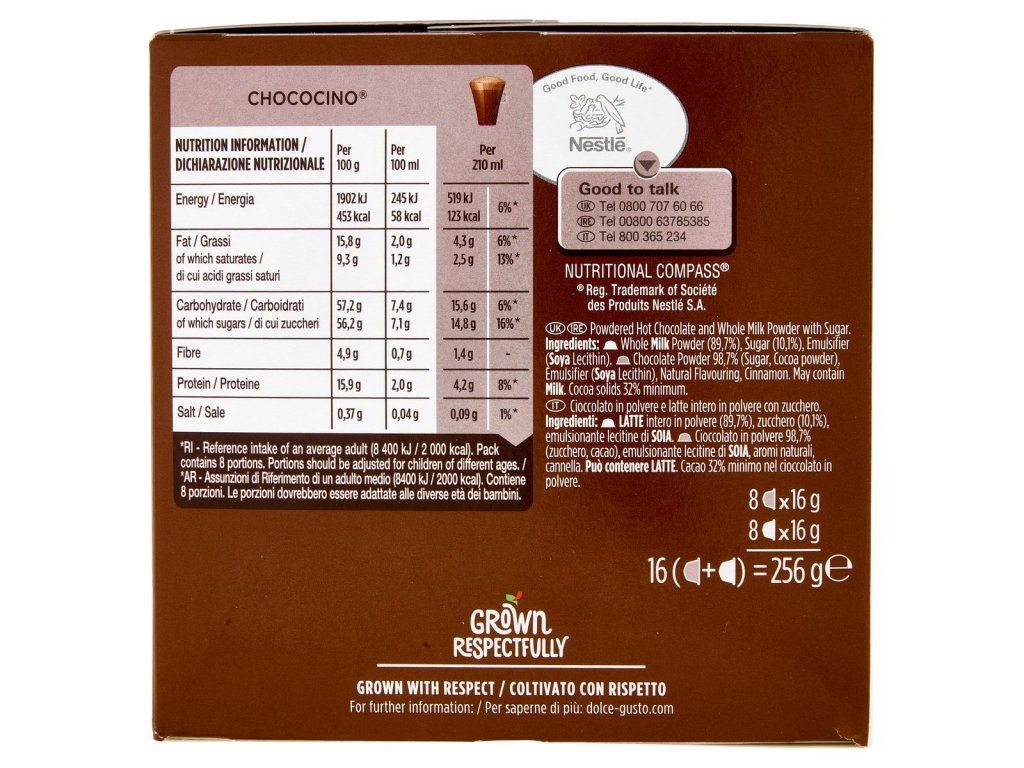 CHOCOCINO®
NUTRITION INFORMATION / Per Per Per
DICHIARAZIONE NUTRIZIONALE 100 g 100 ml 210 ml
Energy / Energia 1902 kJ 245 kJ 519 kJ 6%*
453 kcal 58 kcal 123 kcal
Fat / Grassi 15,8 g 2,0 g 4,3 g 6%*
of which saturates / 9,3 g 1,2 g 2,5 g 13%*
di cui acidi grassi saturi
Carbohydrate / Carboidrati 57,2 g 7,4 g 15,6 g 6%*
of which sugars / di cui zuccheri 56,2 g 7,1 g 14,8 g 16%*
Fibre 4,9 g 0,7 g 1,4 g -
Protein / Proteine 15,9 g 2,0 g 4,2 g 8%*
Salt / Sale 0,37 g 0,04 g 0,09 g 1%*
*RI - Reference intake of an average adult (8 400 kJ / 2 000 kcal). Pack
contains 8 portions. Portions should be adjusted for children of different ages. /
*AR - Assunzioni di Riferimento di un adulto medio (8400 kJ / 2000 kcal). Contiene
8 porzioni. Le porzioni dovrebbero essere adattate alle diverse età dei bambini.
Good Food, Good Life
Nestlé®
Good to talk
UK Tel 0800 707 60 66
IRE Tel 00800 63785385
IT Tel 800 365 234
NUTRITIONAL COMPASS®
® Reg. Trademark of Société
des Produits Nestlé S.A.
UK IRE Powdered Hot Chocolate and Whole Milk Powder with Sugar.
Ingredients: Whole Milk Powder (89,7%), Sugar (10,1%), Emulsifier
(Soya Lecithin). Chocolate Powder 98,7% (Sugar, Cocoa powder),
Emulsifier (Soya Lecithin), Natural Flavouring, Cinnamon. May contain
Milk. Cocoa solids 32% minimum.
IT Cioccolato in polvere e latte intero in polvere con zucchero.
Ingredienti: LATTE intero in polvere (89,7%), zucchero (10,1%),
emulsionante lecitine di SOIA. Cioccolato in polvere 98,7%
(zucchero, cacao), emulsionante lecitine di SOIA, aromi naturali,
cannella. Può contenere LATTE. Cacao 32% minimo nel cioccolato in
polvere.
8 x16 g
8 x16 g
16 ( + ) = 256 g ℮
GROWN
RESPECTFULLY
GROWN WITH RESPECT / COLTIVATO CON RISPETTO
For further information: / Per saperne di più: dolce-gusto.com